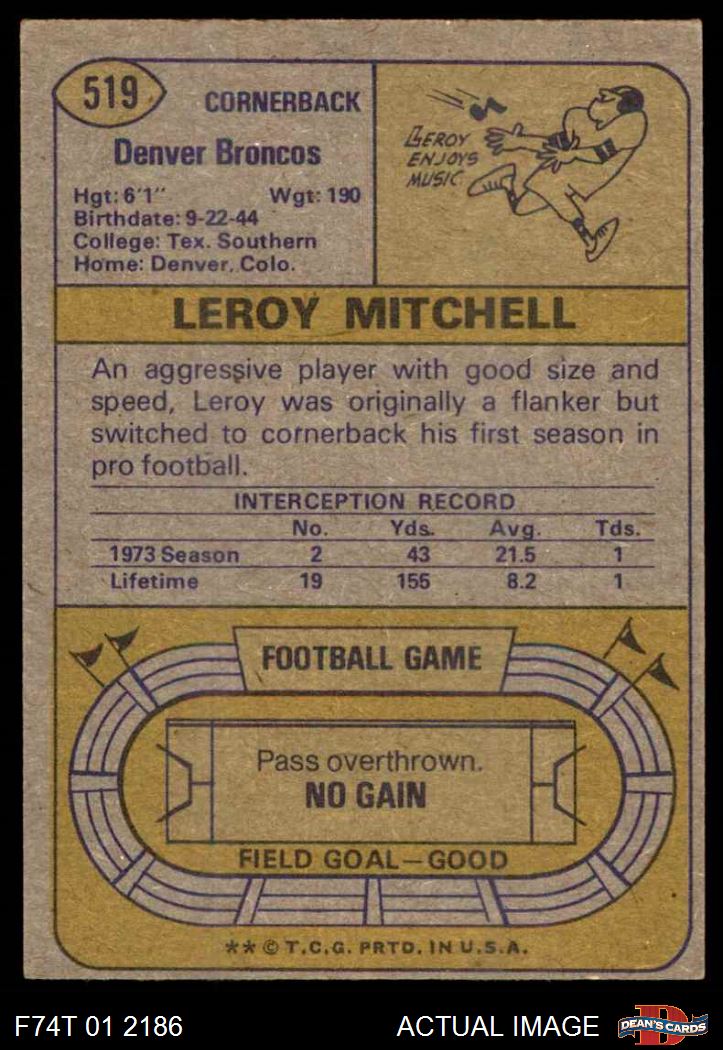 519
CORNERBACK
Denver Broncos
Hgt: 6'1" Wgt: 190
Birthdate: 9-22-44
College: Tex. Southern
Home: Denver, Colo.
LEROY
ENJOYS
MUSIC.
LEROY MITCHELL
An aggressive player with good size and
speed, Leroy was originally a flanker but
switched to cornerback his first season in
pro football.
INTERCEPTION RECORD
No. Yds. Avg. Tds.
1973 Season 2 43 21.5 1
Lifetime 19 155 8.2 1
FOOTBALL GAME
Pass overthrown.
NO GAIN
FIELD GOAL—GOOD
** © T.C.G. PRTD. IN U.S.A.
F74T 01 2186 ACTUAL IMAGE
DEAN'S CARDS